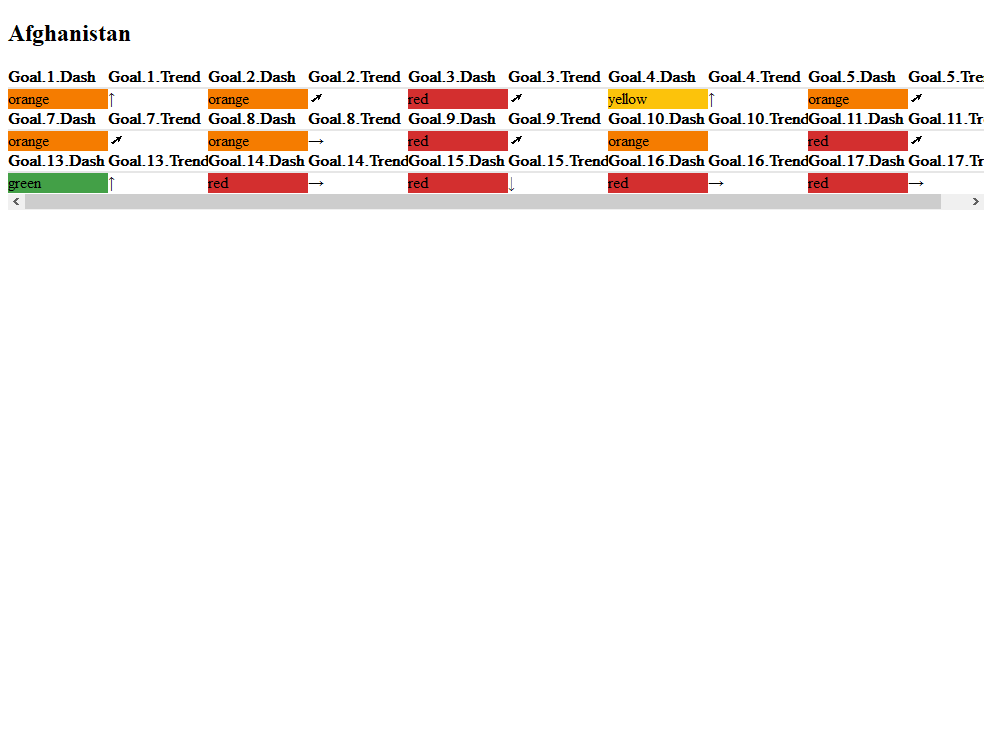 Afghanistan
Goal.1.Dash Goal.1.Trend Goal.2.Dash Goal.2.Trend Goal.3.Dash Goal.3.Trend Goal.4.Dash Goal.4.Trend Goal.5.Dash Goal.5.Tre
orange ↑ orange ➚ red ➚ yellow ↑ orange ➚
Goal.7.Dash Goal.7.Trend Goal.8.Dash Goal.8.Trend Goal.9.Dash Goal.9.Trend Goal.10.Dash Goal.10.Trend Goal.11.Dash Goal.11.Tr
orange ➚ orange → red ➚ orange red ➚
Goal.13.Dash Goal.13.Trend Goal.14.Dash Goal.14.Trend Goal.15.Dash Goal.15.Trend Goal.16.Dash Goal.16.Trend Goal.17.Dash Goal.17.Tr
green ↑ red → red ↓ red → red →